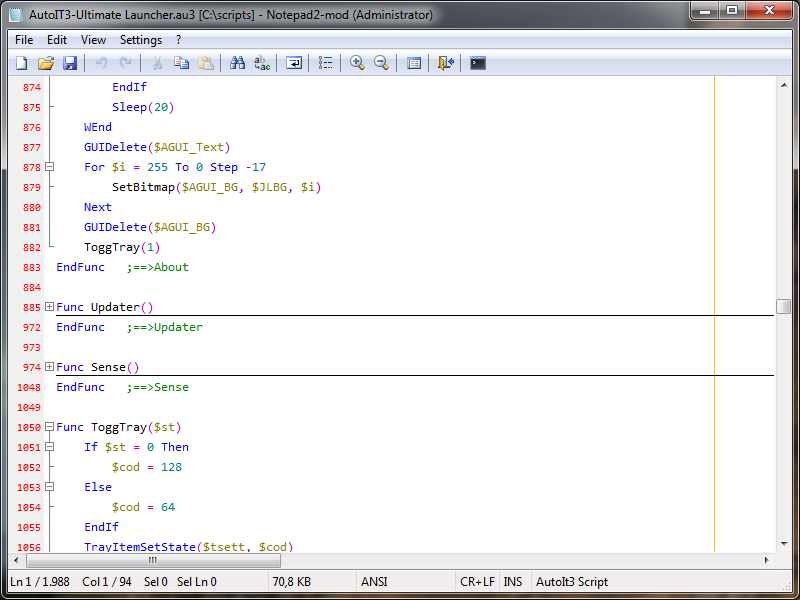 AutoIT3-Ultimate Launcher.au3 [C:\scripts] - Notepad2-mod (Administrator)
File Edit View Settings ?
874 EndIf
875 Sleep(20)
876 WEnd
877 GUIDelete($AGUI_Text)
878 For $i = 255 To 0 Step -17
879 SetBitmap($AGUI_BG, $JLBG, $i)
880 Next
881 GUIDelete($AGUI_BG)
882 ToggTray(1)
883 EndFunc ;==>About
884
885 Func Updater()
972 EndFunc ;==>Updater
973
974 Func Sense()
1048 EndFunc ;==>Sense
1049
1050 Func ToggTray($st)
1051 If $st = 0 Then
1052 $cod = 128
1053 Else
1054 $cod = 64
1055 EndIf
1056 TrayItemSetState($tsett, $cod)
Ln 1 / 1.988 Col 1 / 94 Sel 0 Sel Ln 0 70,8 KB ANSI CR+LF INS AutoIt3 Script